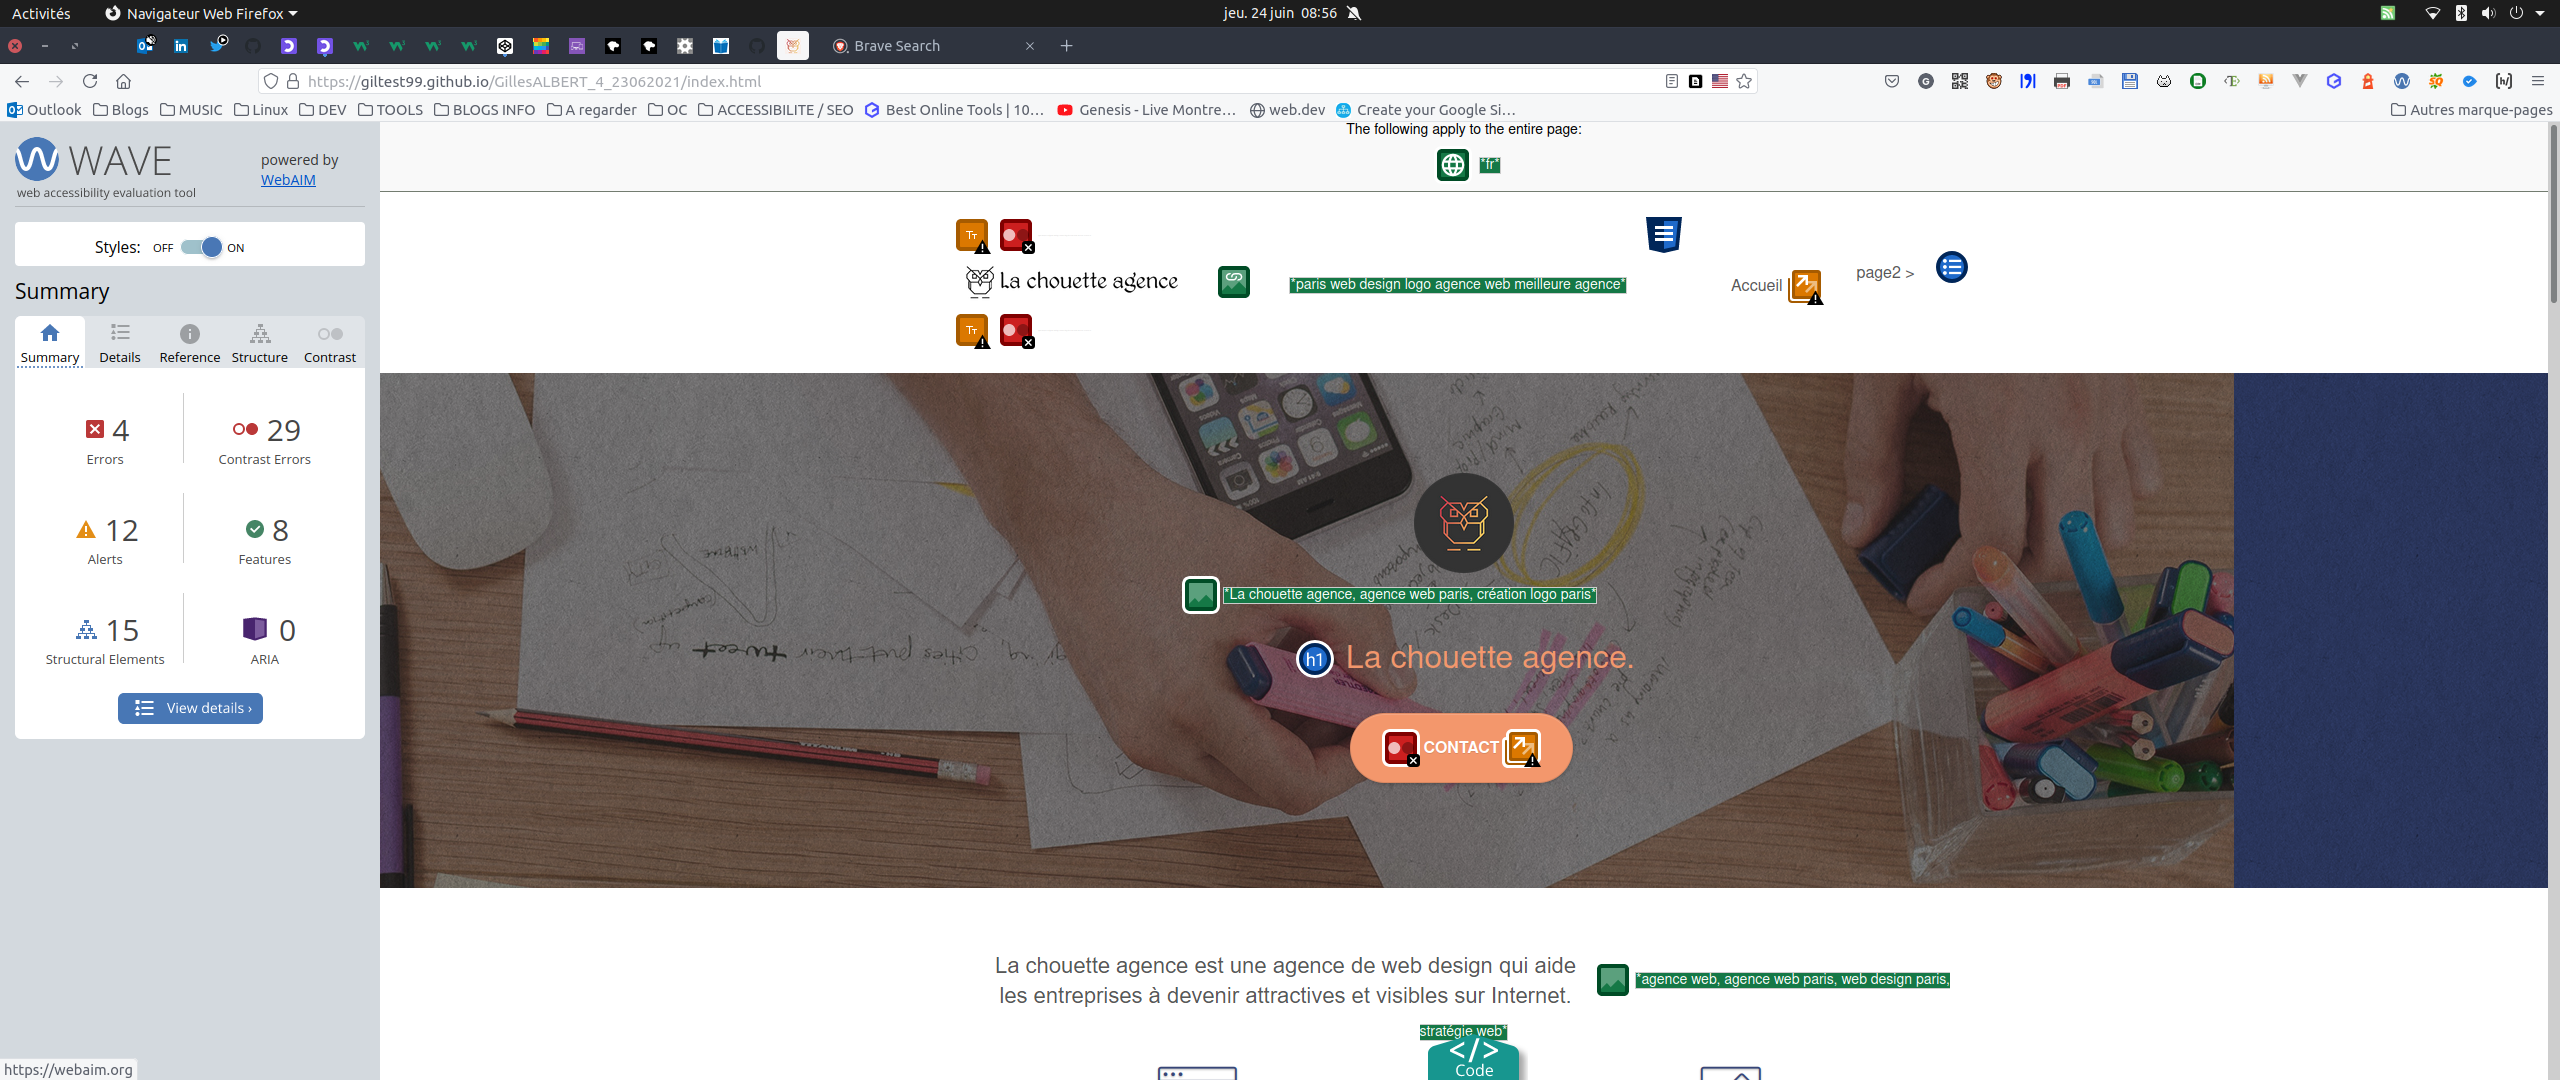 Activités
Navigateur Web Firefox
jeu. 24 juin 08:56
Brave Search
https://giltest99.github.io/GillesALBERT_4_23062021/index.html
Outlook
Blogs
MUSIC
Linux
DEV
TOOLS
BLOGS INFO
A regarder
OC
ACCESSIBILITE / SEO
Best Online Tools | 10…
Genesis - Live Montre…
web.dev
Create your Google Si…
Autres marque-pages
WAVE
web accessibility evaluation tool
powered by
WebAIM
Styles: OFF ON
Summary
Summary
Details
Reference
Structure
Contrast
4
Errors
29
Contrast Errors
12
Alerts
8
Features
15
Structural Elements
0
ARIA
View details ›
https://webaim.org
The following apply to the entire page:
*fr*
La chouette agence
*paris web design logo agence web meilleure agence*
Accueil
page2 >
*La chouette agence, agence web paris, création logo paris*
h1
La chouette agence.
CONTACT
La chouette agence est une agence de web design qui aide
les entreprises à devenir attractives et visibles sur Internet.
*agence web, agence web paris, web design paris,
stratégie web*
</>
Code